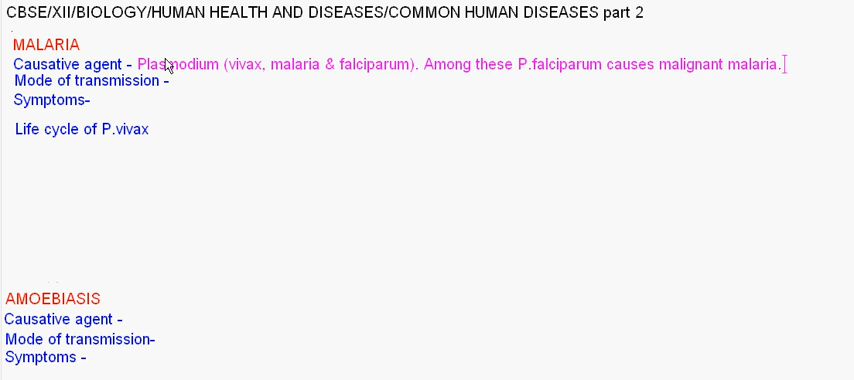 CBSE/XII/BIOLOGY/HUMAN HEALTH AND DISEASES/COMMON HUMAN DISEASES part 2
MALARIA
Causative agent - Plasmodium (vivax, malaria & falciparum). Among these P.falciparum causes malignant malaria.
Mode of transmission -
Symptoms-
Life cycle of P.vivax
AMOEBIASIS
Causative agent -
Mode of transmission-
Symptoms -